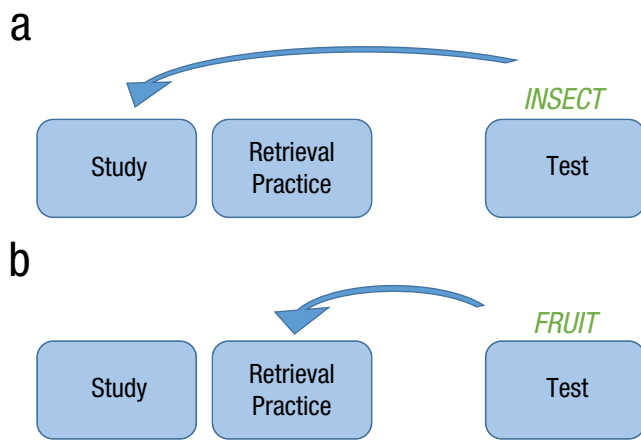 a
INSECT
Study
Retrieval
Practice
Test
b
FRUIT
Study
Retrieval
Practice
Test